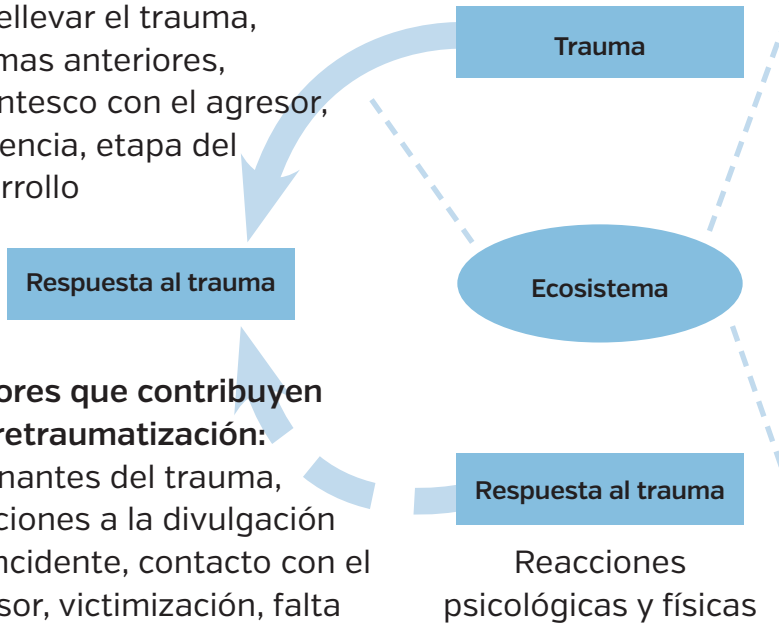 ellevar el trauma,
mas anteriores,
ntesco con el agresor,
encia, etapa del
rrollo
Trauma
Respuesta al trauma
Ecosistema
ores que contribuyen
retraumatización:
nantes del trauma,
ciones a la divulgación
ncidente, contacto con el
sor, victimización, falta
Respuesta al trauma
Reacciones
psicológicas y físicas